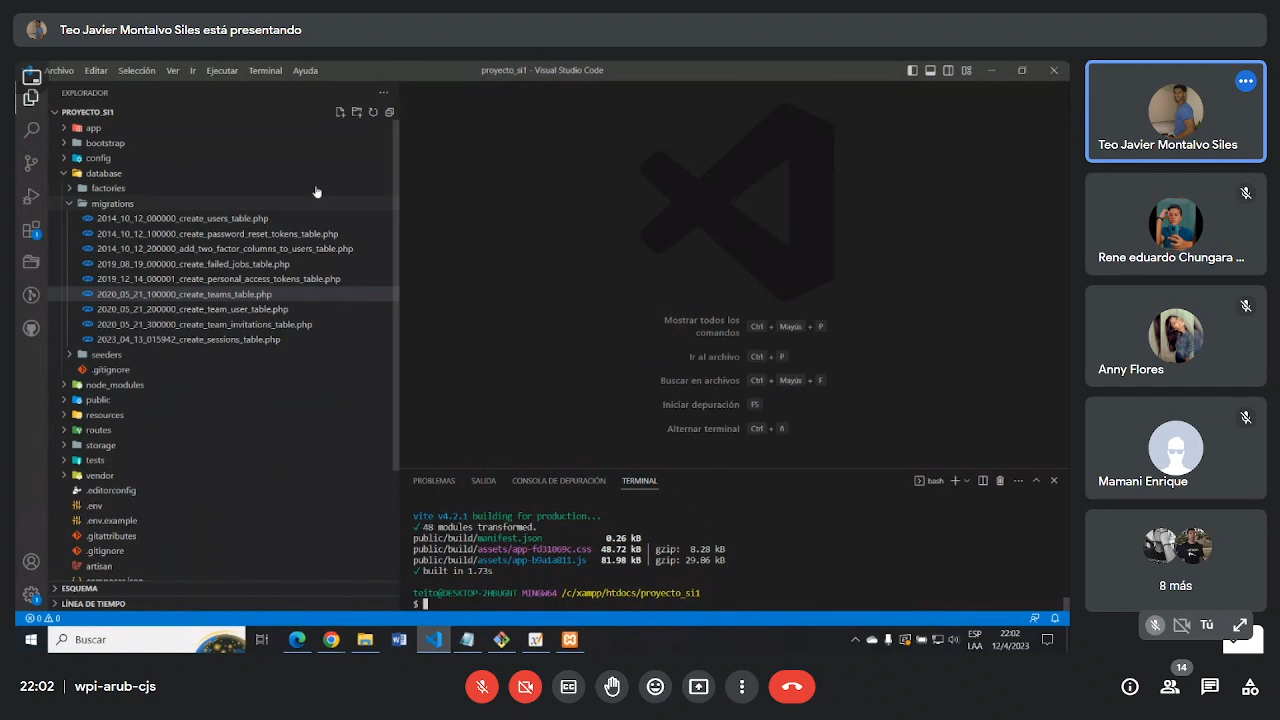 Teo Javier Montalvo Siles está presentando
Archivo Editar Selección Ver Ir Ejecutar Terminal Ayuda
proyecto_si1 - Visual Studio Code
EXPLORADOR
PROYECTO_SI1
app
bootstrap
config
database
factories
migrations
2014_10_12_000000_create_users_table.php
2014_10_12_100000_create_password_reset_tokens_table.php
2014_10_12_200000_add_two_factor_columns_to_users_table.php
2019_08_19_000000_create_failed_jobs_table.php
2019_12_14_000001_create_personal_access_tokens_table.php
2020_05_21_100000_create_teams_table.php
2020_05_21_200000_create_team_user_table.php
2020_05_21_300000_create_team_invitations_table.php
2023_04_13_015942_create_sessions_table.php
seeders
.gitignore
node_modules
public
resources
routes
storage
tests
vendor
.editorconfig
.env
.env.example
.gitattributes
.gitignore
artisan
ESQUEMA
LÍNEA DE TIEMPO
Mostrar todos los comandos Ctrl + Mayús + P
Ir al archivo Ctrl + P
Buscar en archivos Ctrl + Mayús + F
Iniciar depuración F5
Alternar terminal Ctrl + ñ
PROBLEMAS SALIDA CONSOLA DE DEPURACIÓN TERMINAL
bash
vite v4.2.1 building for production...
✓ 48 modules transformed.
public/build/manifest.json 0.26 kB
public/build/assets/app-fd31069c.css 48.72 kB │ gzip: 8.28 kB
public/build/assets/app-b9a1a811.js 81.98 kB │ gzip: 29.86 kB
✓ built in 1.73s
teito@DESKTOP-2HBUGNT MINGW64 /c/xampp/htdocs/proyecto_si1
$
0 0
Buscar
ESP
LAA
22:02
12/4/2023
Teo Javier Montalvo Siles
Rene eduardo Chungara ...
Anny Flores
Mamani Enrique
8 más
Tú
22:02 | wpi-arub-cjs
14